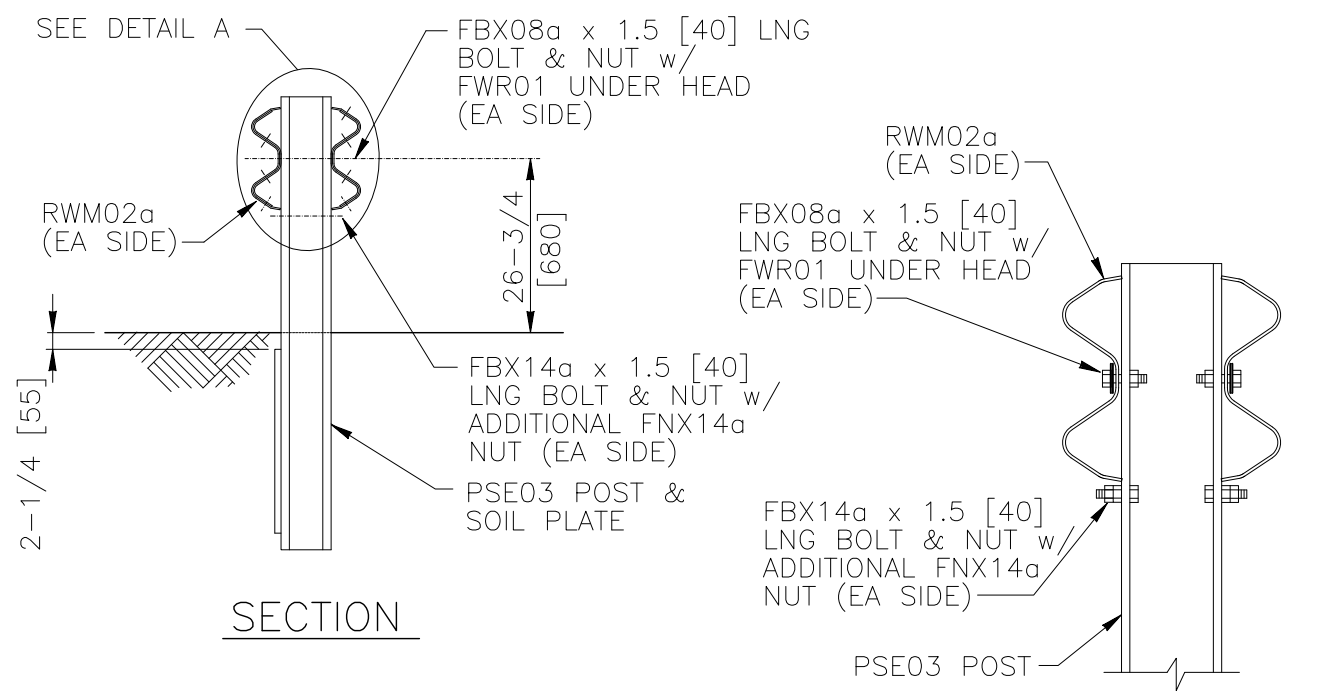 SEE DETAIL A
FBX08a x 1.5 [40] LNG
BOLT & NUT w/
FWR01 UNDER HEAD
(EA SIDE)
RWM02a
(EA SIDE)
26-3/4
[680]
2-1/4 [55]
FBX14a x 1.5 [40]
LNG BOLT & NUT w/
ADDITIONAL FNX14a
NUT (EA SIDE)
PSE03 POST &
SOIL PLATE
SECTION
RWM02a
(EA SIDE)
FBX08a x 1.5 [40]
LNG BOLT & NUT w/
FWR01 UNDER HEAD
(EA SIDE)
FBX14a x 1.5 [40]
LNG BOLT & NUT w/
ADDITIONAL FNX14a
NUT (EA SIDE)
PSE03 POST